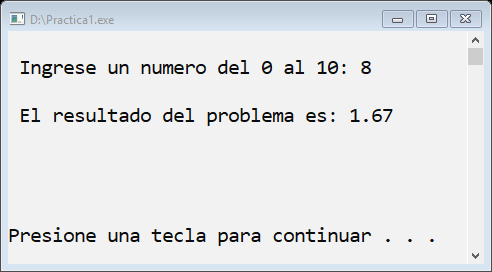 D:\Practica1.exe
Ingrese un numero del 0 al 10: 8
El resultado del problema es: 1.67
Presione una tecla para continuar . . .